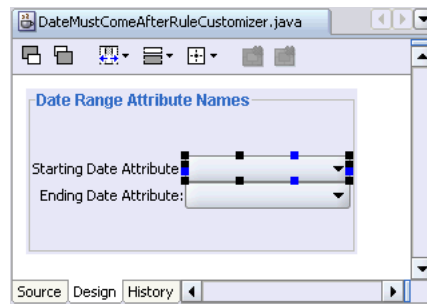 DateMustComeAfterRuleCustomizer.java
Date Range Attribute Names
Starting Date Attribute
Ending Date Attribute:
Source Design History